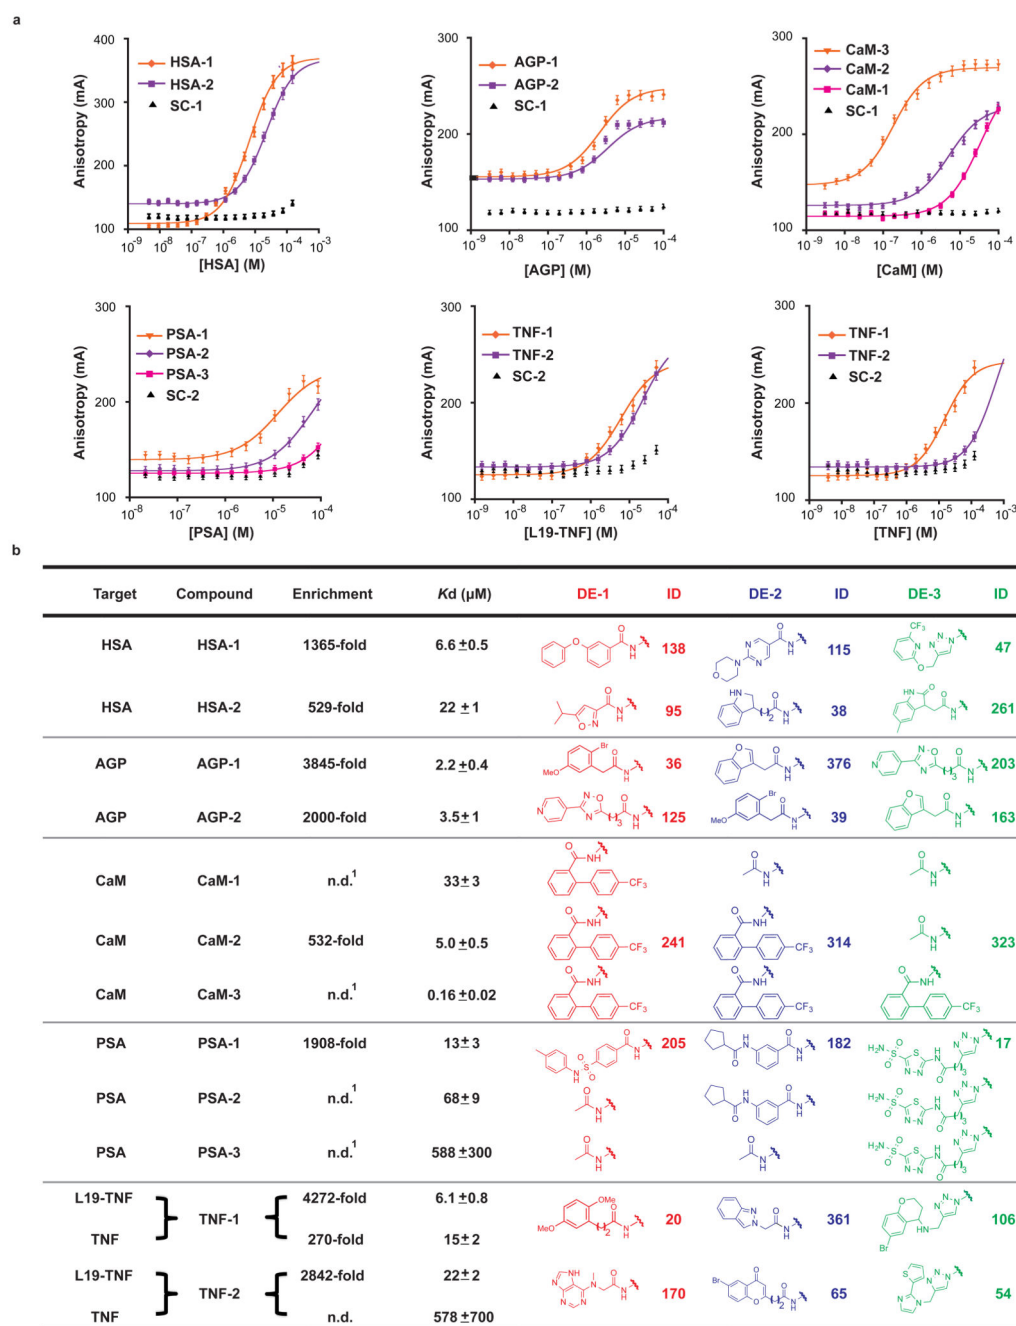 a
400
300
200
100
Anisotropy (mA)
HSA-1
HSA-2
SC-1
10-9 10-8 10-7 10-6 10-5 10-4 10-3
[HSA] (M)
300
200
100
Anisotropy (mA)
AGP-1
AGP-2
SC-1
10-9 10-8 10-7 10-6 10-5 10-4
[AGP] (M)
300
200
100
Anisotropy (mA)
CaM-3
CaM-2
CaM-1
SC-1
10-9 10-8 10-7 10-6 10-5 10-4
[CaM] (M)
300
200
100
Anisotropy (mA)
PSA-1
PSA-2
PSA-3
SC-2
10-8 10-7 10-6 10-5 10-4
[PSA] (M)
300
200
100
Anisotropy (mA)
TNF-1
TNF-2
SC-2
10-9 10-8 10-7 10-6 10-5 10-4
[L19-TNF] (M)
300
200
100
Anisotropy (mA)
TNF-1
TNF-2
SC-2
10-9 10-8 10-7 10-6 10-5 10-4 10-3
[TNF] (M)
b
Target Compound Enrichment Kd (µM) DE-1 ID DE-2 ID DE-3 ID
HSA HSA-1 1365-fold 6.6 ±0.5 138 115 47
HSA HSA-2 529-fold 22 ±1 95 38 261
AGP AGP-1 3845-fold 2.2 ±0.4 36 376 203
AGP AGP-2 2000-fold 3.5±1 125 39 163
CaM CaM-1 n.d.1 33±3
CaM CaM-2 532-fold 5.0±0.5 241 314 323
CaM CaM-3 n.d.1 0.16±0.02
PSA PSA-1 1908-fold 13±3 205 182 17
PSA PSA-2 n.d.1 68±9
PSA PSA-3 n.d.1 588 ±300
L19-TNF 4272-fold 6.1 ±0.8
TNF-1 20 361 106
TNF 270-fold 15±2
L19-TNF 2842-fold 22±2
TNF-2 170 65 54
TNF n.d. 578 ±700